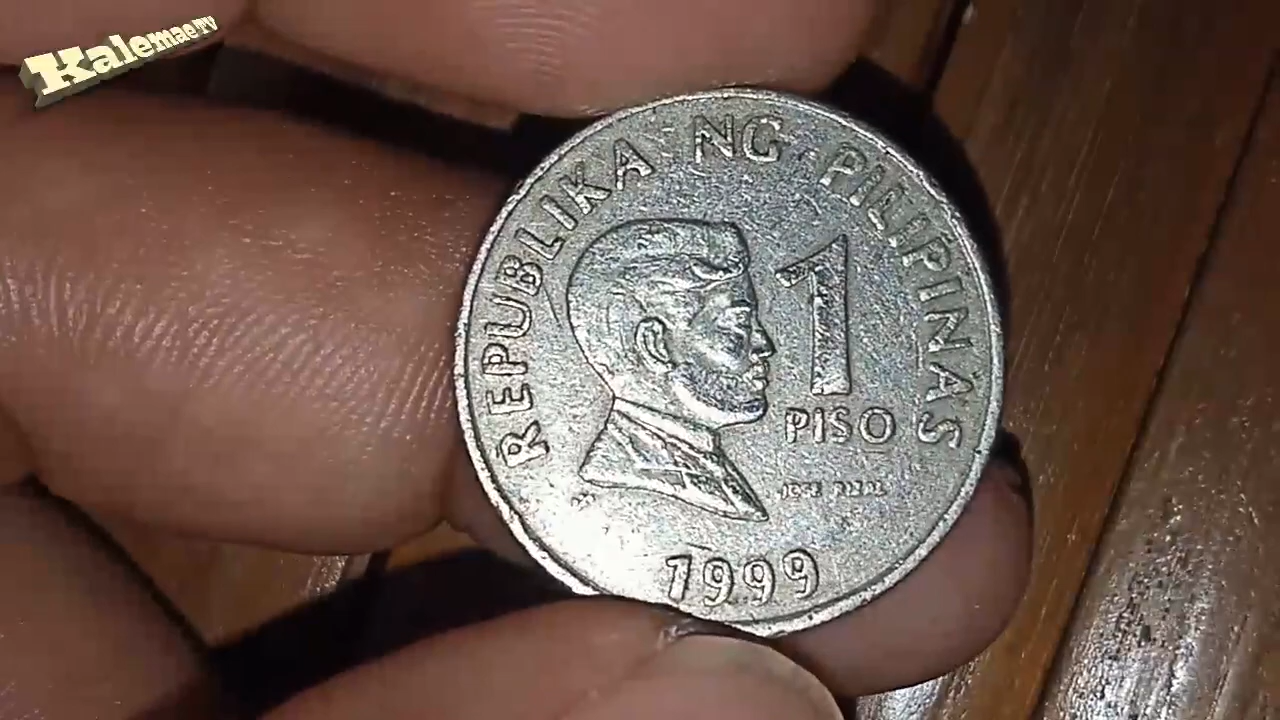 KalemaeTV
REPUBLIKA NG PILIPINAS
1
PISO
JOSE RIZAL
1999